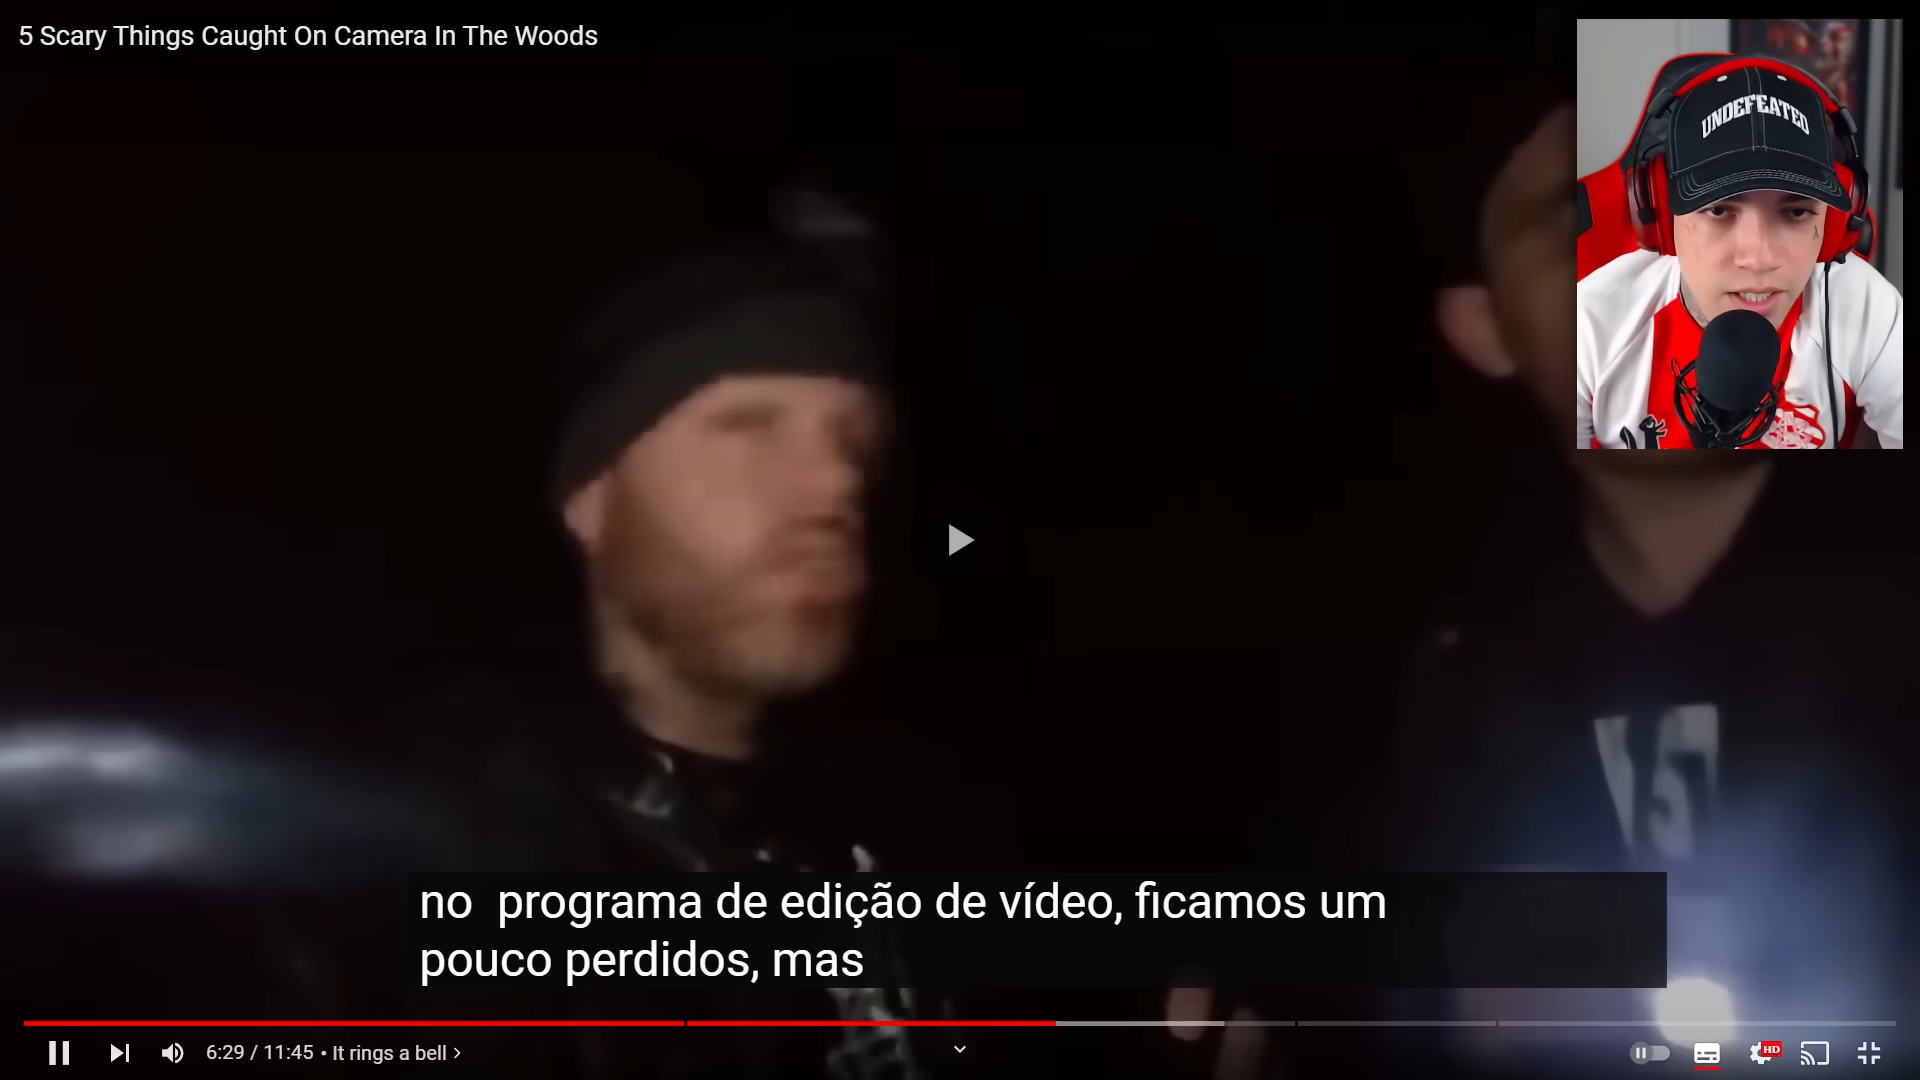 5 Scary Things Caught On Camera In The Woods
UNDEFEATED
no programa de edição de vídeo, ficamos um
pouco perdidos, mas
6:29 / 11:45 • It rings a bell
HD